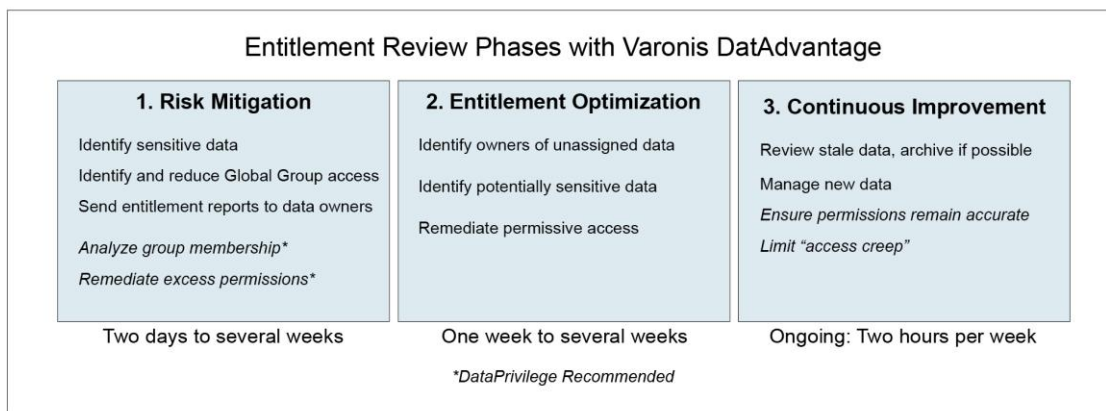 Entitlement Review Phases with Varonis DatAdvantage
1. Risk Mitigation
Identify sensitive data
Identify and reduce Global Group access
Send entitlement reports to data owners
Analyze group membership*
Remediate excess permissions*
Two days to several weeks
2. Entitlement Optimization
Identify owners of unassigned data
Identify potentially sensitive data
Remediate permissive access
One week to several weeks
3. Continuous Improvement
Review stale data, archive if possible
Manage new data
Ensure permissions remain accurate
Limit “access creep”
Ongoing: Two hours per week
*DataPrivilege Recommended